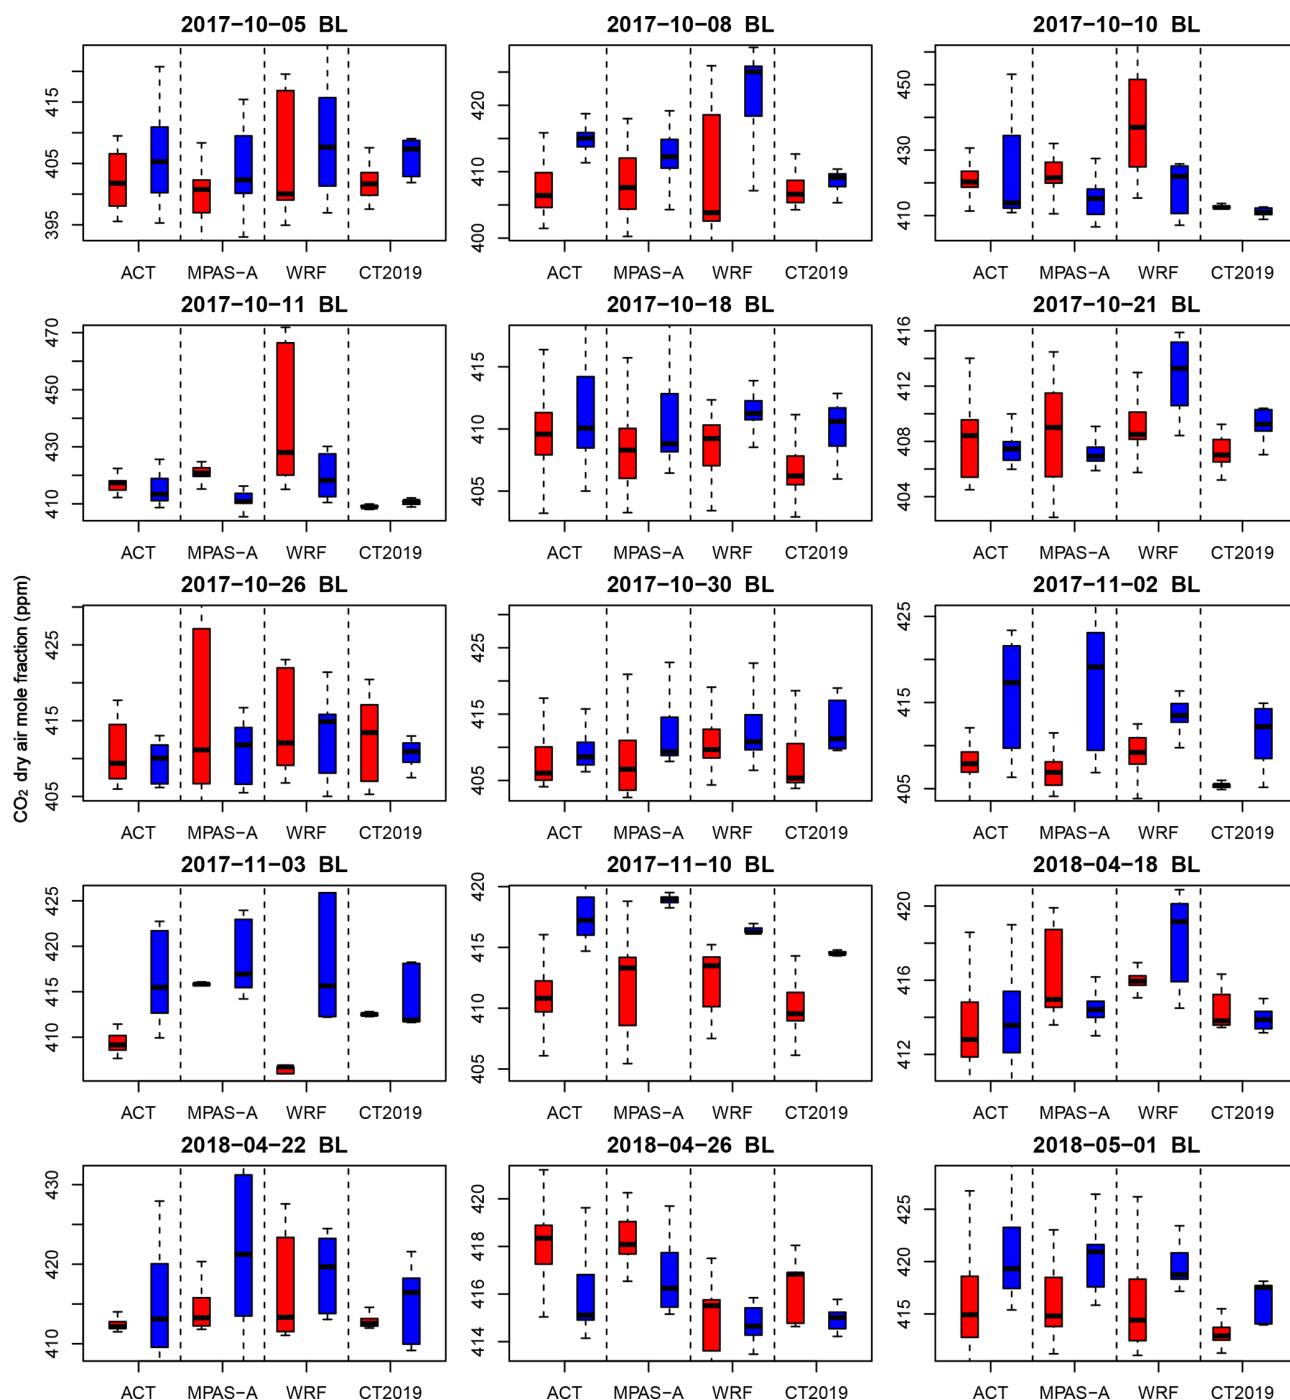 2017−10−05 BL
2017−10−08 BL
2017−10−10 BL
395 405 415
400 410 420
410 430 450
ACT MPAS−A WRF CT2019
ACT MPAS−A WRF CT2019
ACT MPAS−A WRF CT2019
2017−10−11 BL
2017−10−18 BL
2017−10−21 BL
410 430 450 470
405 410 415
404 408 412 416
ACT MPAS−A WRF CT2019
ACT MPAS−A WRF CT2019
ACT MPAS−A WRF CT2019
CO₂ dry air mole fraction (ppm)
2017−10−26 BL
2017−10−30 BL
2017−11−02 BL
405 415 425
405 415 425
405 415 425
ACT MPAS−A WRF CT2019
ACT MPAS−A WRF CT2019
ACT MPAS−A WRF CT2019
2017−11−03 BL
2017−11−10 BL
2018−04−18 BL
410 415 420 425
405 410 415 420
412 416 420
ACT MPAS−A WRF CT2019
ACT MPAS−A WRF CT2019
ACT MPAS−A WRF CT2019
2018−04−22 BL
2018−04−26 BL
2018−05−01 BL
410 420 430
414 416 418 420
415 420 425
ACT MPAS−A WRF CT2019
ACT MPAS−A WRF CT2019
ACT MPAS−A WRF CT2019